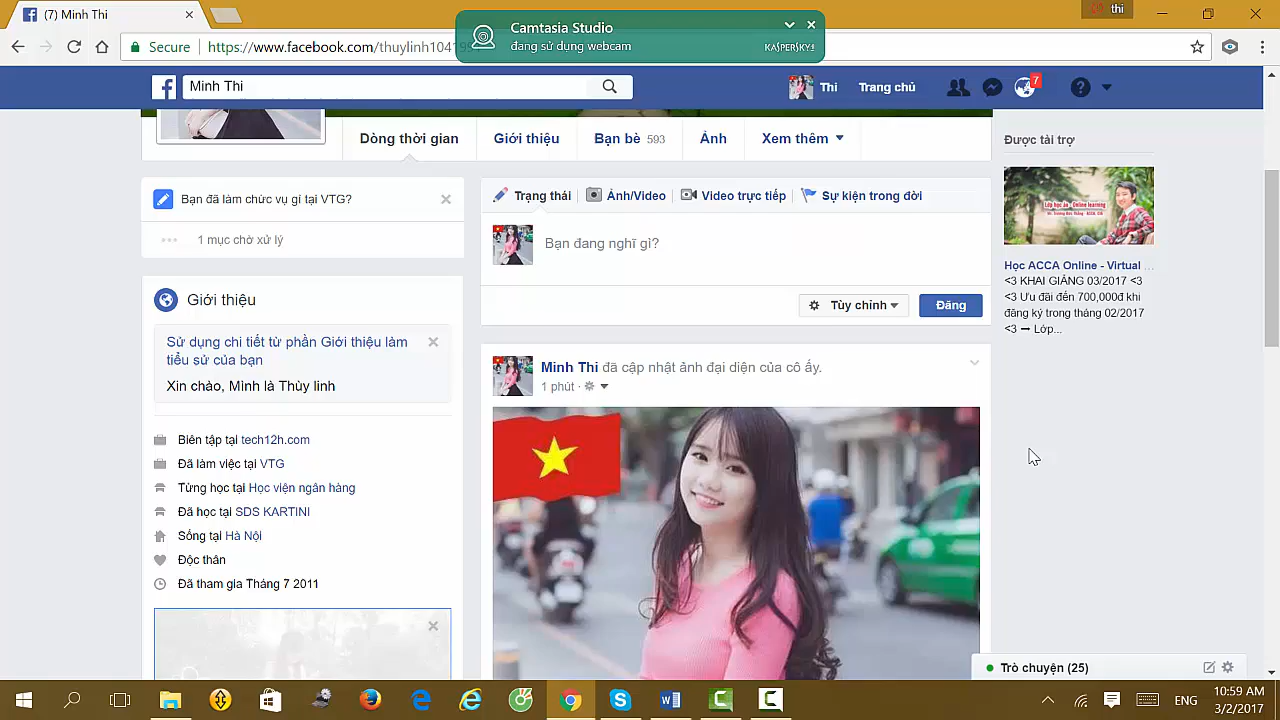 (7) Minh Thi
thi
Camtasia Studio
đang sử dụng webcam
KASPERSKY
Secure
https://www.facebook.com/thuylinh104
Minh Thi
Thi
Trang chủ
7
Dòng thời gian
Giới thiệu
Bạn bè 593
Ảnh
Xem thêm
Được tài trợ
Bạn đã làm chức vụ gì tại VTG?
1 mục chờ xử lý
Trạng thái
Ảnh/Video
Video trực tiếp
Sự kiện trong đời
Bạn đang nghĩ gì?
Tùy chỉnh
Đăng
Lớp học ảo - Online learning
Học ACCA Online - Virtual ...
<3 KHAI GIẢNG 03/2017 <3
<3 Ưu đãi đến 700,000đ khi
đăng ký trong tháng 02/2017
<3 ➡ Lớp...
Giới thiệu
Sử dụng chi tiết từ phần Giới thiệu làm
tiểu sử của bạn
Xin chảo, Mình là Thùy linh
Biên tập tại tech12h.com
Đã làm việc tại VTG
Từng học tại Học viện ngân hàng
Đã học tại SDS KARTINI
Sống tại Hà Nội
Độc thân
Đã tham gia Tháng 7 2011
Minh Thi đã cập nhật ảnh đại diện của cô ấy.
1 phút ·
Trò chuyện (25)
ENG
10:59 AM
3/2/2017